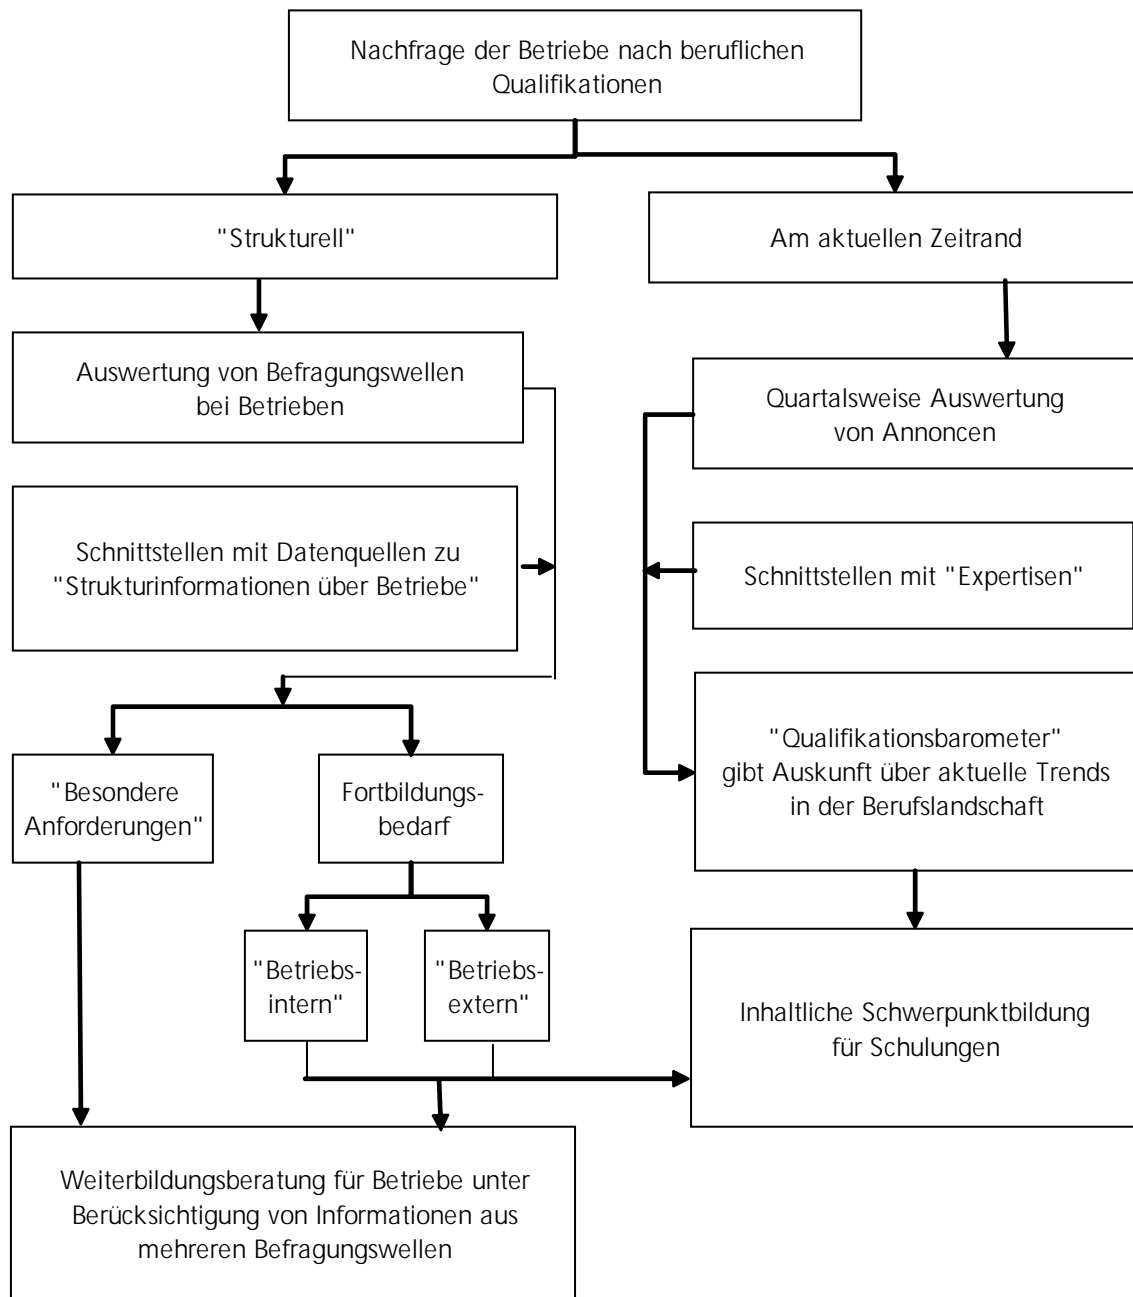 Nachfrage der Betriebe nach beruflichen
Qualifikationen
"Strukturell"
Am aktuellen Zeitrand
Auswertung von Befragungswellen
bei Betrieben
Quartalsweise Auswertung
von Annoncen
Schnittstellen mit Datenquellen zu
"Strukturinformationen über Betriebe"
Schnittstellen mit "Expertisen"
"Qualifikationsbarometer"
gibt Auskunft über aktuelle Trends
in der Berufslandschaft
"Besondere
Anforderungen"
Fortbildungs-
bedarf
"Betriebs-
intern"
"Betriebs-
extern"
Inhaltliche Schwerpunktbildung
für Schulungen
Weiterbildungsberatung für Betriebe unter
Berücksichtigung von Informationen aus
mehreren Befragungswellen